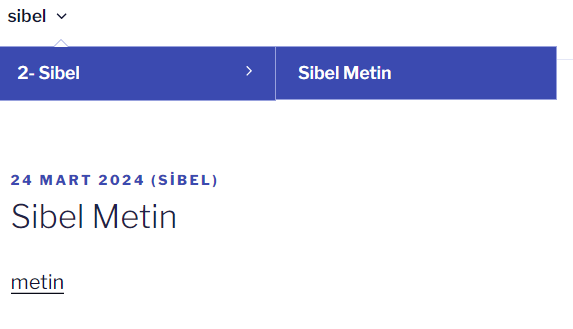 sibel
2- Sibel
Sibel Metin
24 MART 2024 (SİBEL)
Sibel Metin
metin